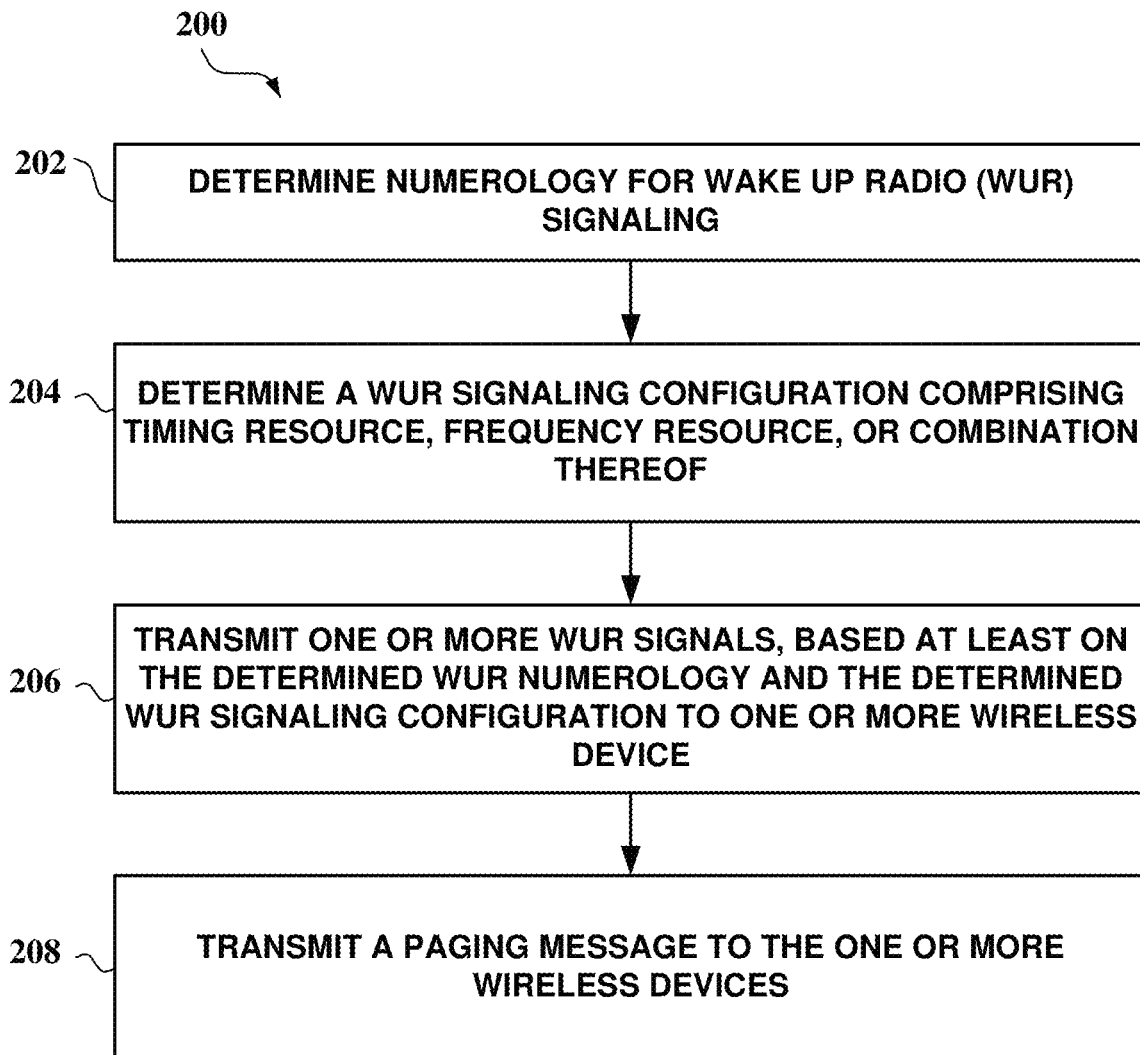 200
202
DETERMINE NUMEROLOGY FOR WAKE UP RADIO (WUR)
SIGNALING
204
DETERMINE A WUR SIGNALING CONFIGURATION COMPRISING
TIMING RESOURCE, FREQUENCY RESOURCE, OR COMBINATION
THEREOF
206
TRANSMIT ONE OR MORE WUR SIGNALS, BASED AT LEAST ON
THE DETERMINED WUR NUMEROLOGY AND THE DETERMINED
WUR SIGNALING CONFIGURATION TO ONE OR MORE WIRELESS
DEVICE
208
TRANSMIT A PAGING MESSAGE TO THE ONE OR MORE
WIRELESS DEVICES